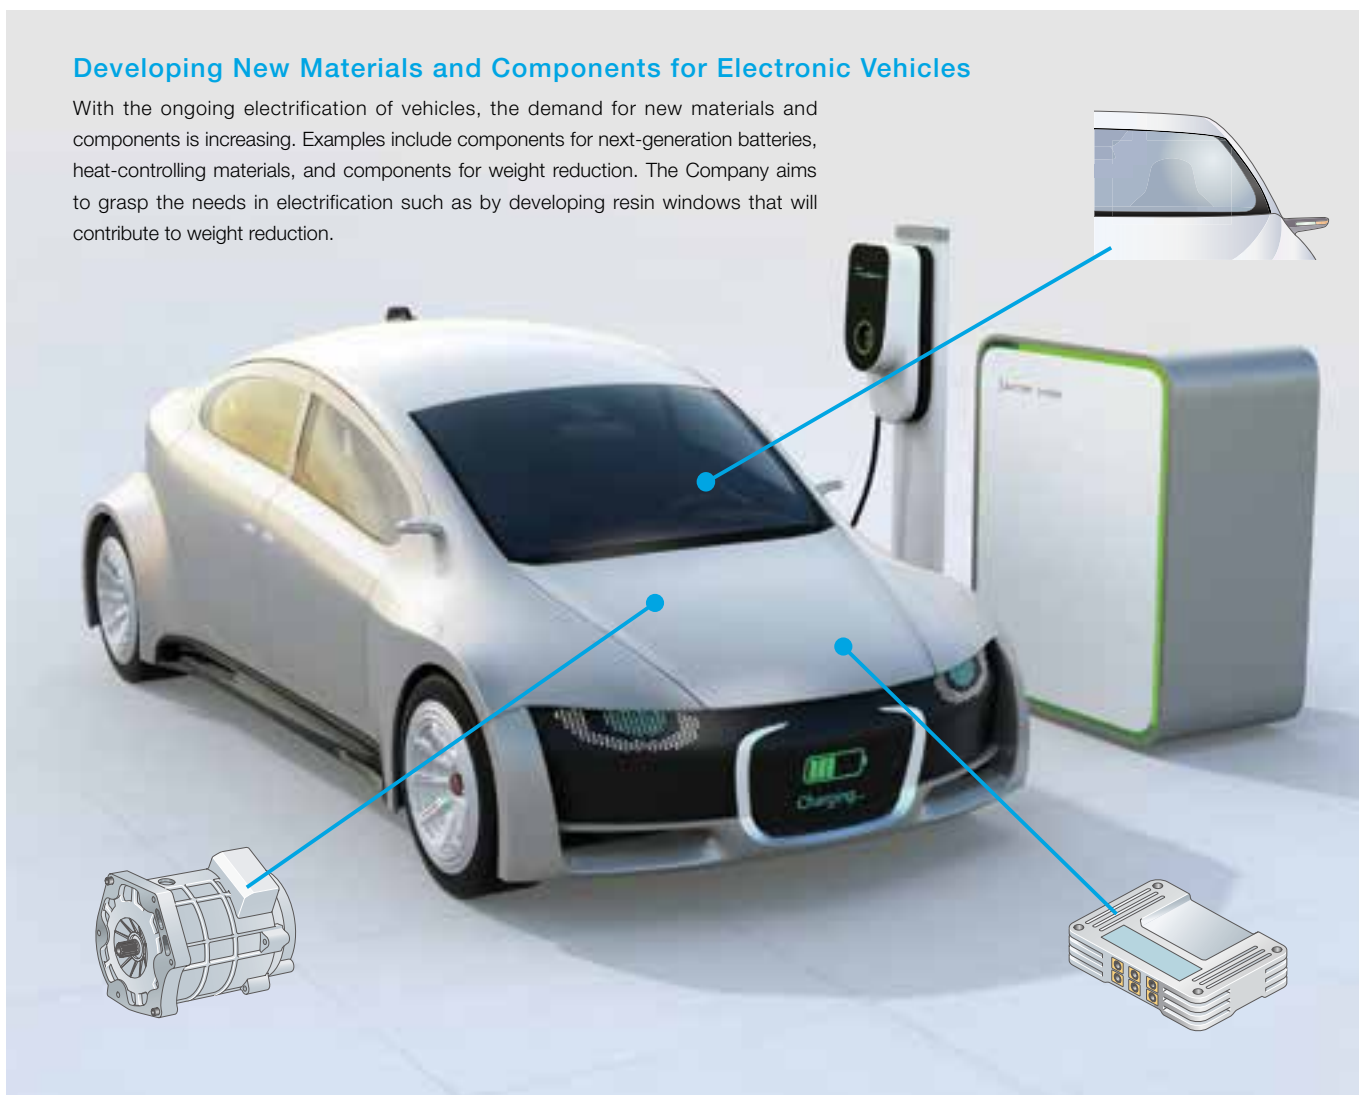 Developing New Materials and Components for Electronic Vehicles
With the ongoing electrification of vehicles, the demand for new materials and
components is increasing. Examples include components for next-generation batteries,
heat-controlling materials, and components for weight reduction. The Company aims
to grasp the needs in electrification such as by developing resin windows that will
contribute to weight reduction.
Charging...